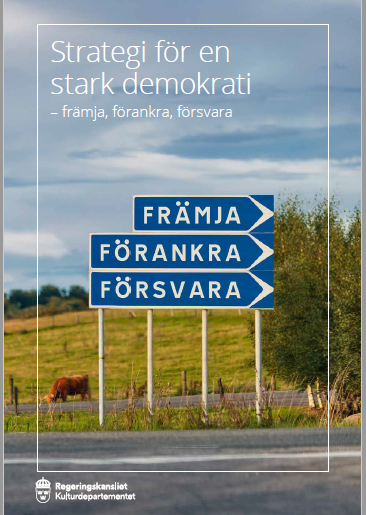 Strategi för en
stark demokrati
– främja, förankra, försvara
FRÄMJA
FÖRANKRA
FÖRSVARA
Regeringskansliet
Kulturdepartementet